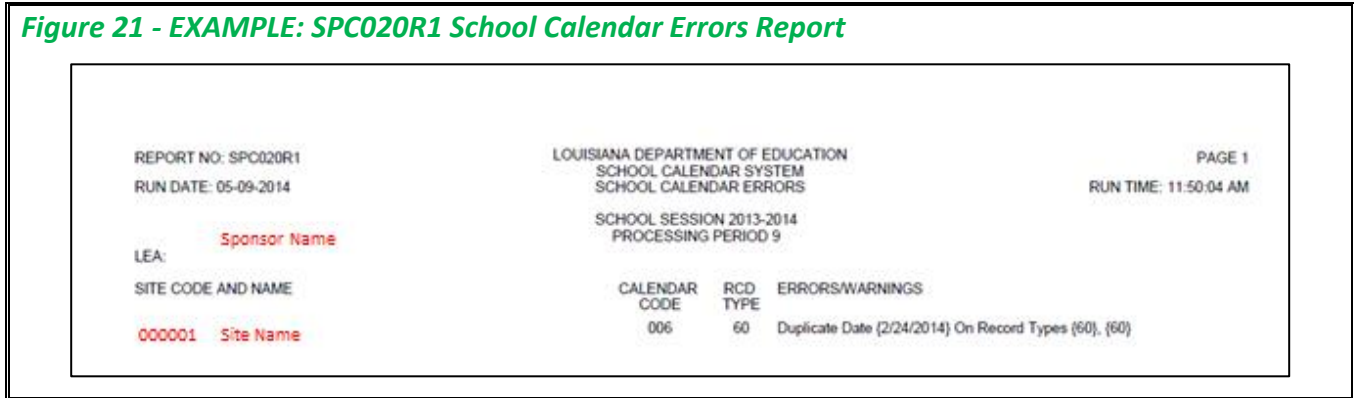 Figure 21 - EXAMPLE: SPC020R1 School Calendar Errors Report
REPORT NO: SPC020R1 LOUISIANA DEPARTMENT OF EDUCATION PAGE 1
SCHOOL CALENDAR SYSTEM
RUN DATE: 05-09-2014 SCHOOL CALENDAR ERRORS RUN TIME: 11:50:04 AM
SCHOOL SESSION 2013-2014
Sponsor Name PROCESSING PERIOD 9
LEA:
SITE CODE AND NAME CALENDAR RCD ERRORS/WARNINGS
CODE TYPE
000001 Site Name 006 60 Duplicate Date {2/24/2014} On Record Types {60}, {60}